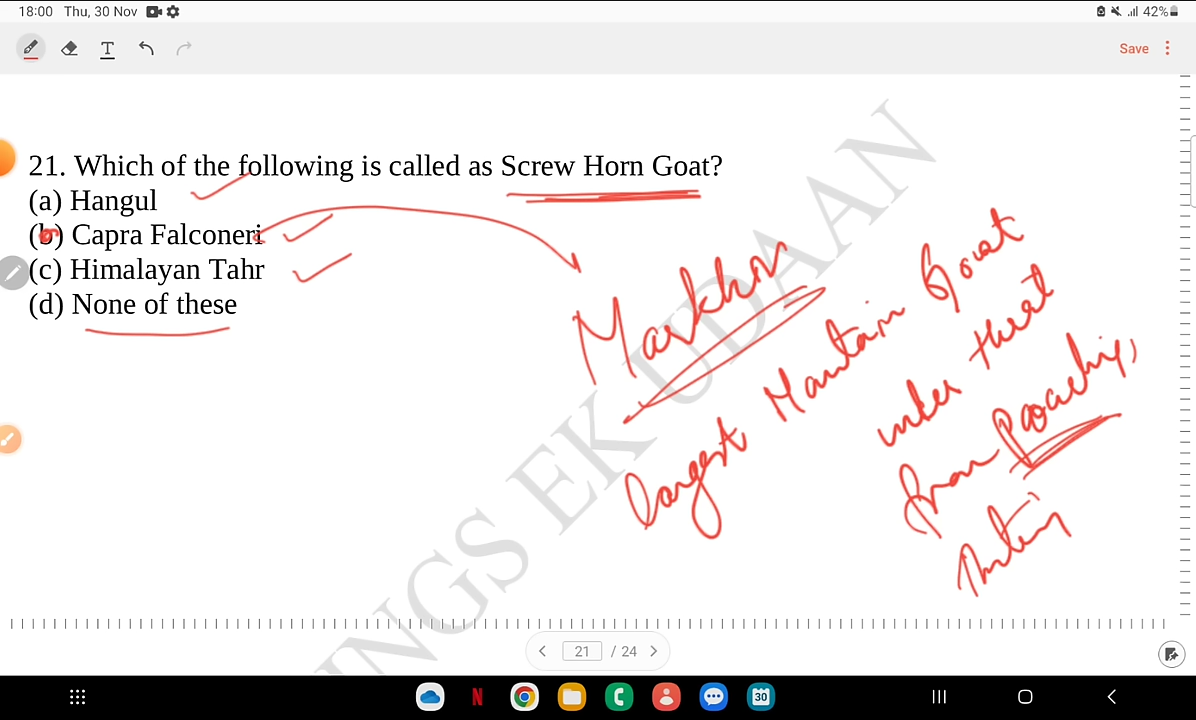 18:00 Thu, 30 Nov
42%
T
Save
21. Which of the following is called as Screw Horn Goat?
(a) Hangul
(b) Capra Falconeri
(c) Himalayan Tahr
(d) None of these
Markhor
largest Mountain Goat
under threat
from Poaching,
Hunting
INGS EK UDAAN
21 / 24
N
30